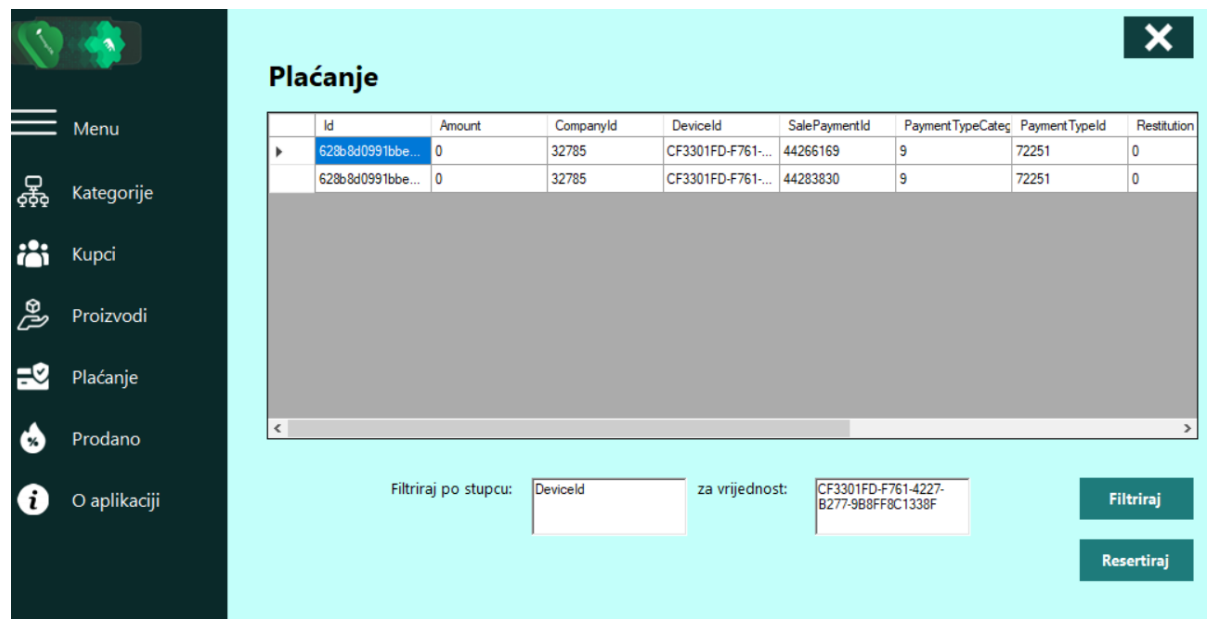 Plaćanje
Menu
Kategorije
Kupci
Proizvodi
Plaćanje
Prodano
O aplikaciji
Id Amount CompanyId DeviceId SalePaymentId PaymentTypeCateg PaymentTypeId Restitution
628b8d0991bbe... 0 32785 CF3301FD-F761-... 44266169 9 72251 0
628b8d0991bbe... 0 32785 CF3301FD-F761-... 44283830 9 72251 0
Filtriraj po stupcu: DeviceId za vrijednost: CF3301FD-F761-4227-
B277-9B8FF8C1338F
Filtriraj
Resertiraj